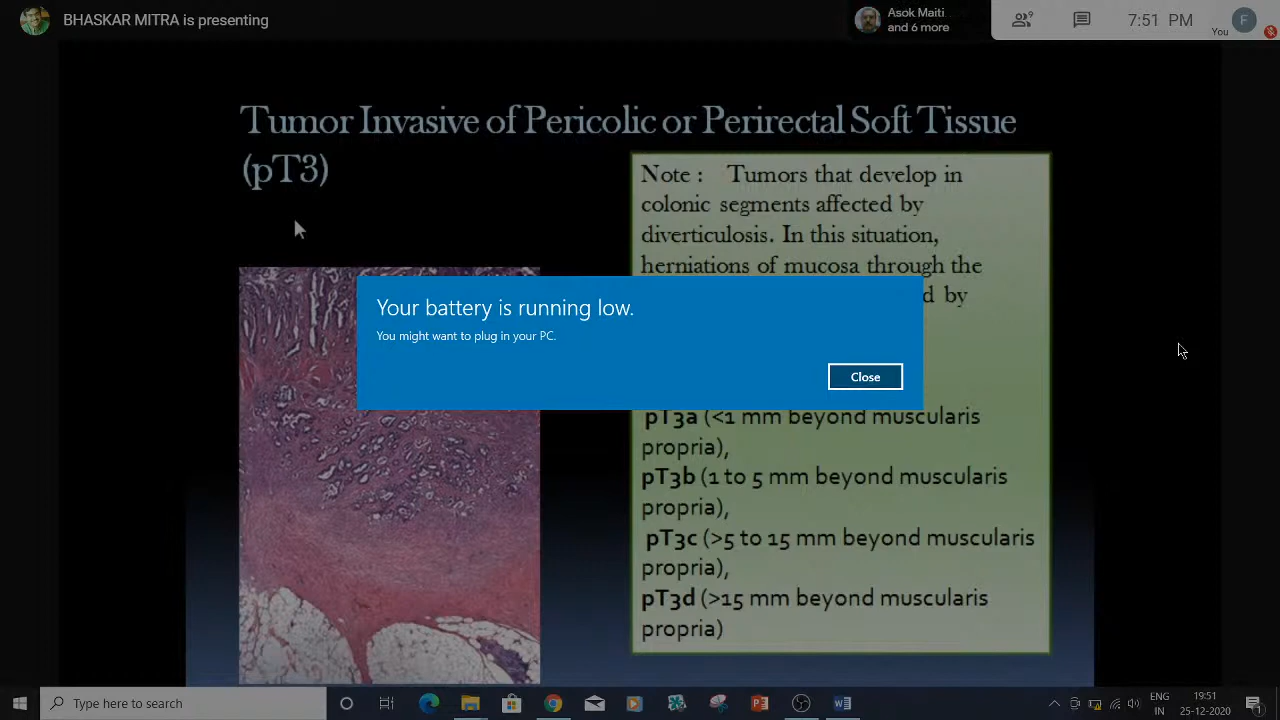 BHASKAR MITRA is presenting
Asok Maiti
and 6 more
9
7:51 PM
You
F
Tumor Invasive of Pericolic or Perirectal Soft Tissue
(pT3)
Note : Tumors that develop in
colonic segments affected by
diverticulosis. In this situation,
herniations of mucosa through the
d by
Your battery is running low.
You might want to plug in your PC.
Close
pT3a (<1 mm beyond muscularis
propria),
pT3b (1 to 5 mm beyond muscularis
propria),
pT3c (>5 to 15 mm beyond muscularis
propria),
pT3d (>15 mm beyond muscularis
propria)
Type here to search
ENG
IN
19:51
25-12-2020
1